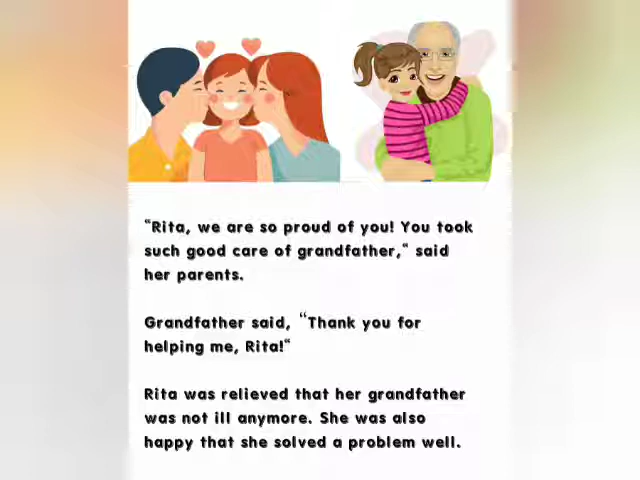 "Rita, we are so proud of you! You took
such good care of grandfather," said
her parents.
Grandfather said, "Thank you for
helping me, Rita!"
Rita was relieved that her grandfather
was not ill anymore. She was also
happy that she solved a problem well.